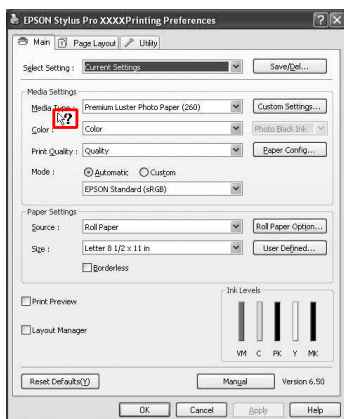 EPSON Stylus Pro XXXXPrinting Preferences ? X
Main Page Layout Utility
Select Setting : Current Settings Save/Del...
Media Settings
Media Type : Premium Luster Photo Paper (260) Custom Settings...
?
Color : Color Photo Black Ink
Print Quality : Quality Paper Config...
Mode : Automatic Custom
EPSON Standard (sRGB)
Paper Settings
Source : Roll Paper Roll Paper Option...
Size : Letter 8 1/2 x 11 in User Defined...
Borderless
Ink Levels
Print Preview
Layout Manager
VM C PK Y MK
Reset Defaults(Y) Manual Version 6.50
OK Cancel Apply Help